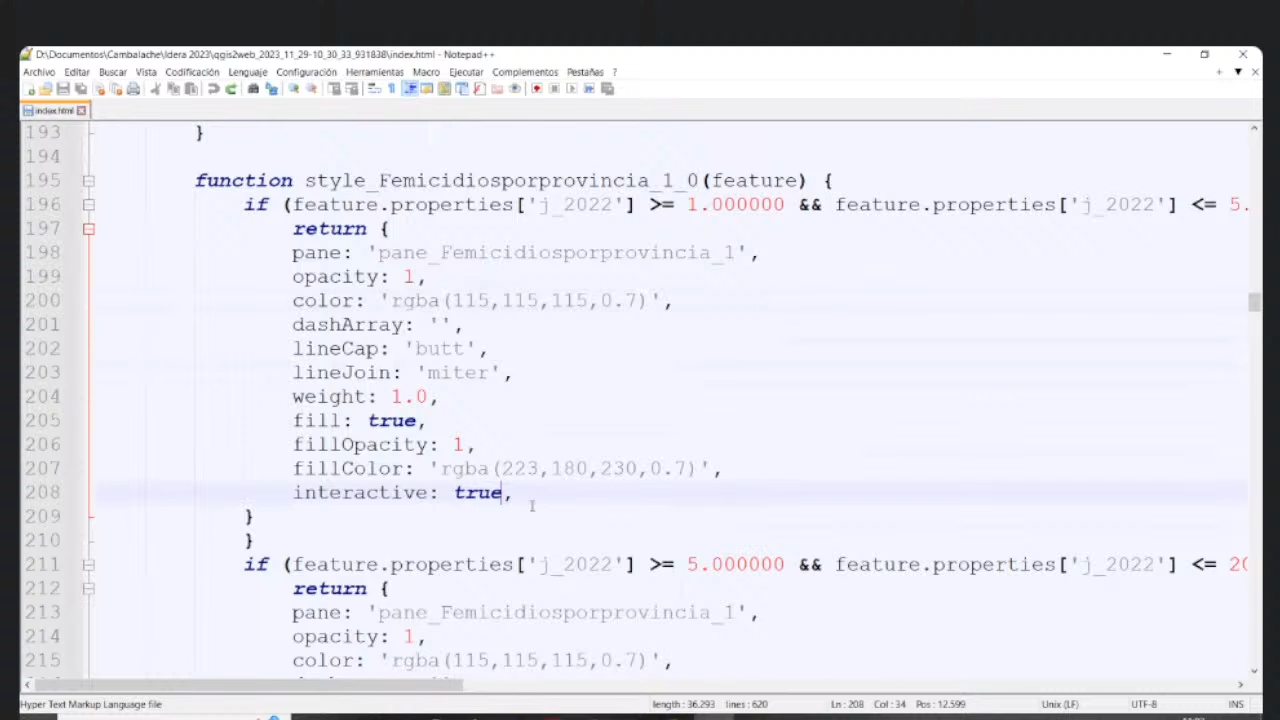 D:\Documentos\Cambalache\Idera 2023\qgis2web_2023_11_29-10_30_33_931838\index.html - Notepad++
Archivo Editar Buscar Vista Codificación Lenguaje Configuración Herramientas Macro Ejecutar Complementos Pestañas ?
index.html
193 }
194
195 function style_Femicidiosporprovincia_1_0(feature) {
196 if (feature.properties['j_2022'] >= 1.000000 && feature.properties['j_2022'] <= 5.
197 return {
198 pane: 'pane_Femicidiosporprovincia_1',
199 opacity: 1,
200 color: 'rgba(115,115,115,0.7)',
201 dashArray: '',
202 lineCap: 'butt',
203 lineJoin: 'miter',
204 weight: 1.0,
205 fill: true,
206 fillOpacity: 1,
207 fillColor: 'rgba(223,180,230,0.7)',
208 interactive: true,
209 }
210 }
211 if (feature.properties['j_2022'] >= 5.000000 && feature.properties['j_2022'] <= 20
212 return {
213 pane: 'pane_Femicidiosporprovincia_1',
214 opacity: 1,
215 color: 'rgba(115,115,115,0.7)',
Hyper Text Markup Language file length : 36.293 lines : 620 Ln : 208 Col : 34 Pos : 12.599 Unix (LF) UTF-8 INS